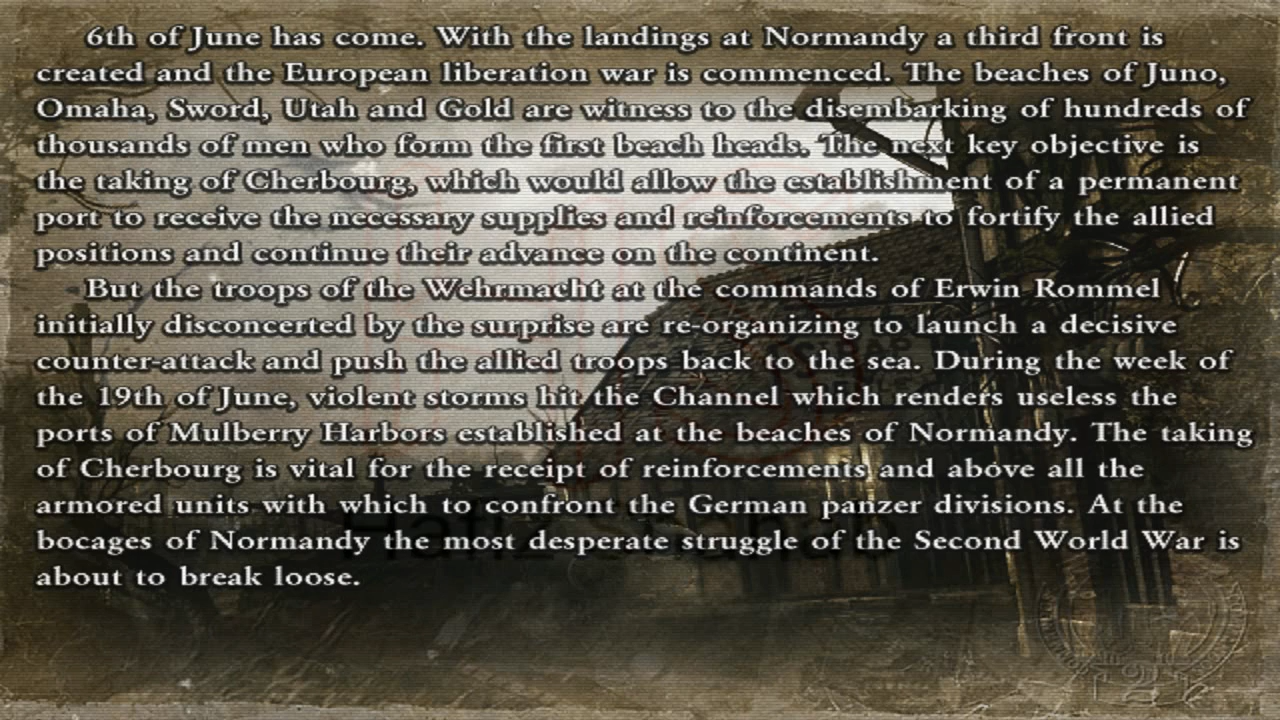 6th of June has come. With the landings at Normandy a third front is
created and the European liberation war is commenced. The beaches of Juno,
Omaha, Sword, Utah and Gold are witness to the disembarking of hundreds of
thousands of men who form the first beach heads. The next key objective is
the taking of Cherbourg, which would allow the establishment of a permanent
port to receive the necessary supplies and reinforcements to fortify the allied
positions and continue their advance on the continent.
But the troops of the Wehrmacht at the commands of Erwin Rommel
initially disconcerted by the surprise are re-organizing to launch a decisive
counter-attack and push the allied troops back to the sea. During the week of
the 19th of June, violent storms hit the Channel which renders useless the
ports of Mulberry Harbors established at the beaches of Normandy. The taking
of Cherbourg is vital for the receipt of reinforcements and above all the
armored units with which to confront the German panzer divisions. At the
bocages of Normandy the most desperate struggle of the Second World War is
about to break loose.